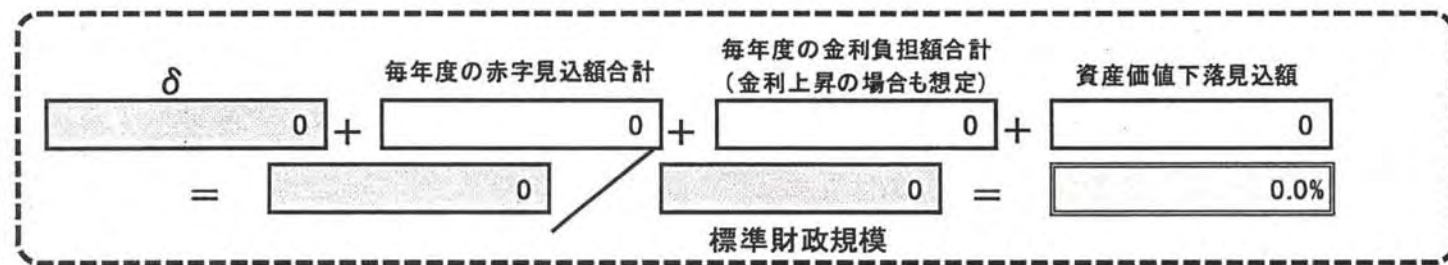 δ 毎年度の赤字見込額合計 毎年度の金利負担額合計 資産価値下落見込額
(金利上昇の場合も想定)
0 + 0 + 0 + 0
= 0 / 0 = 0.0%
標準財政規模